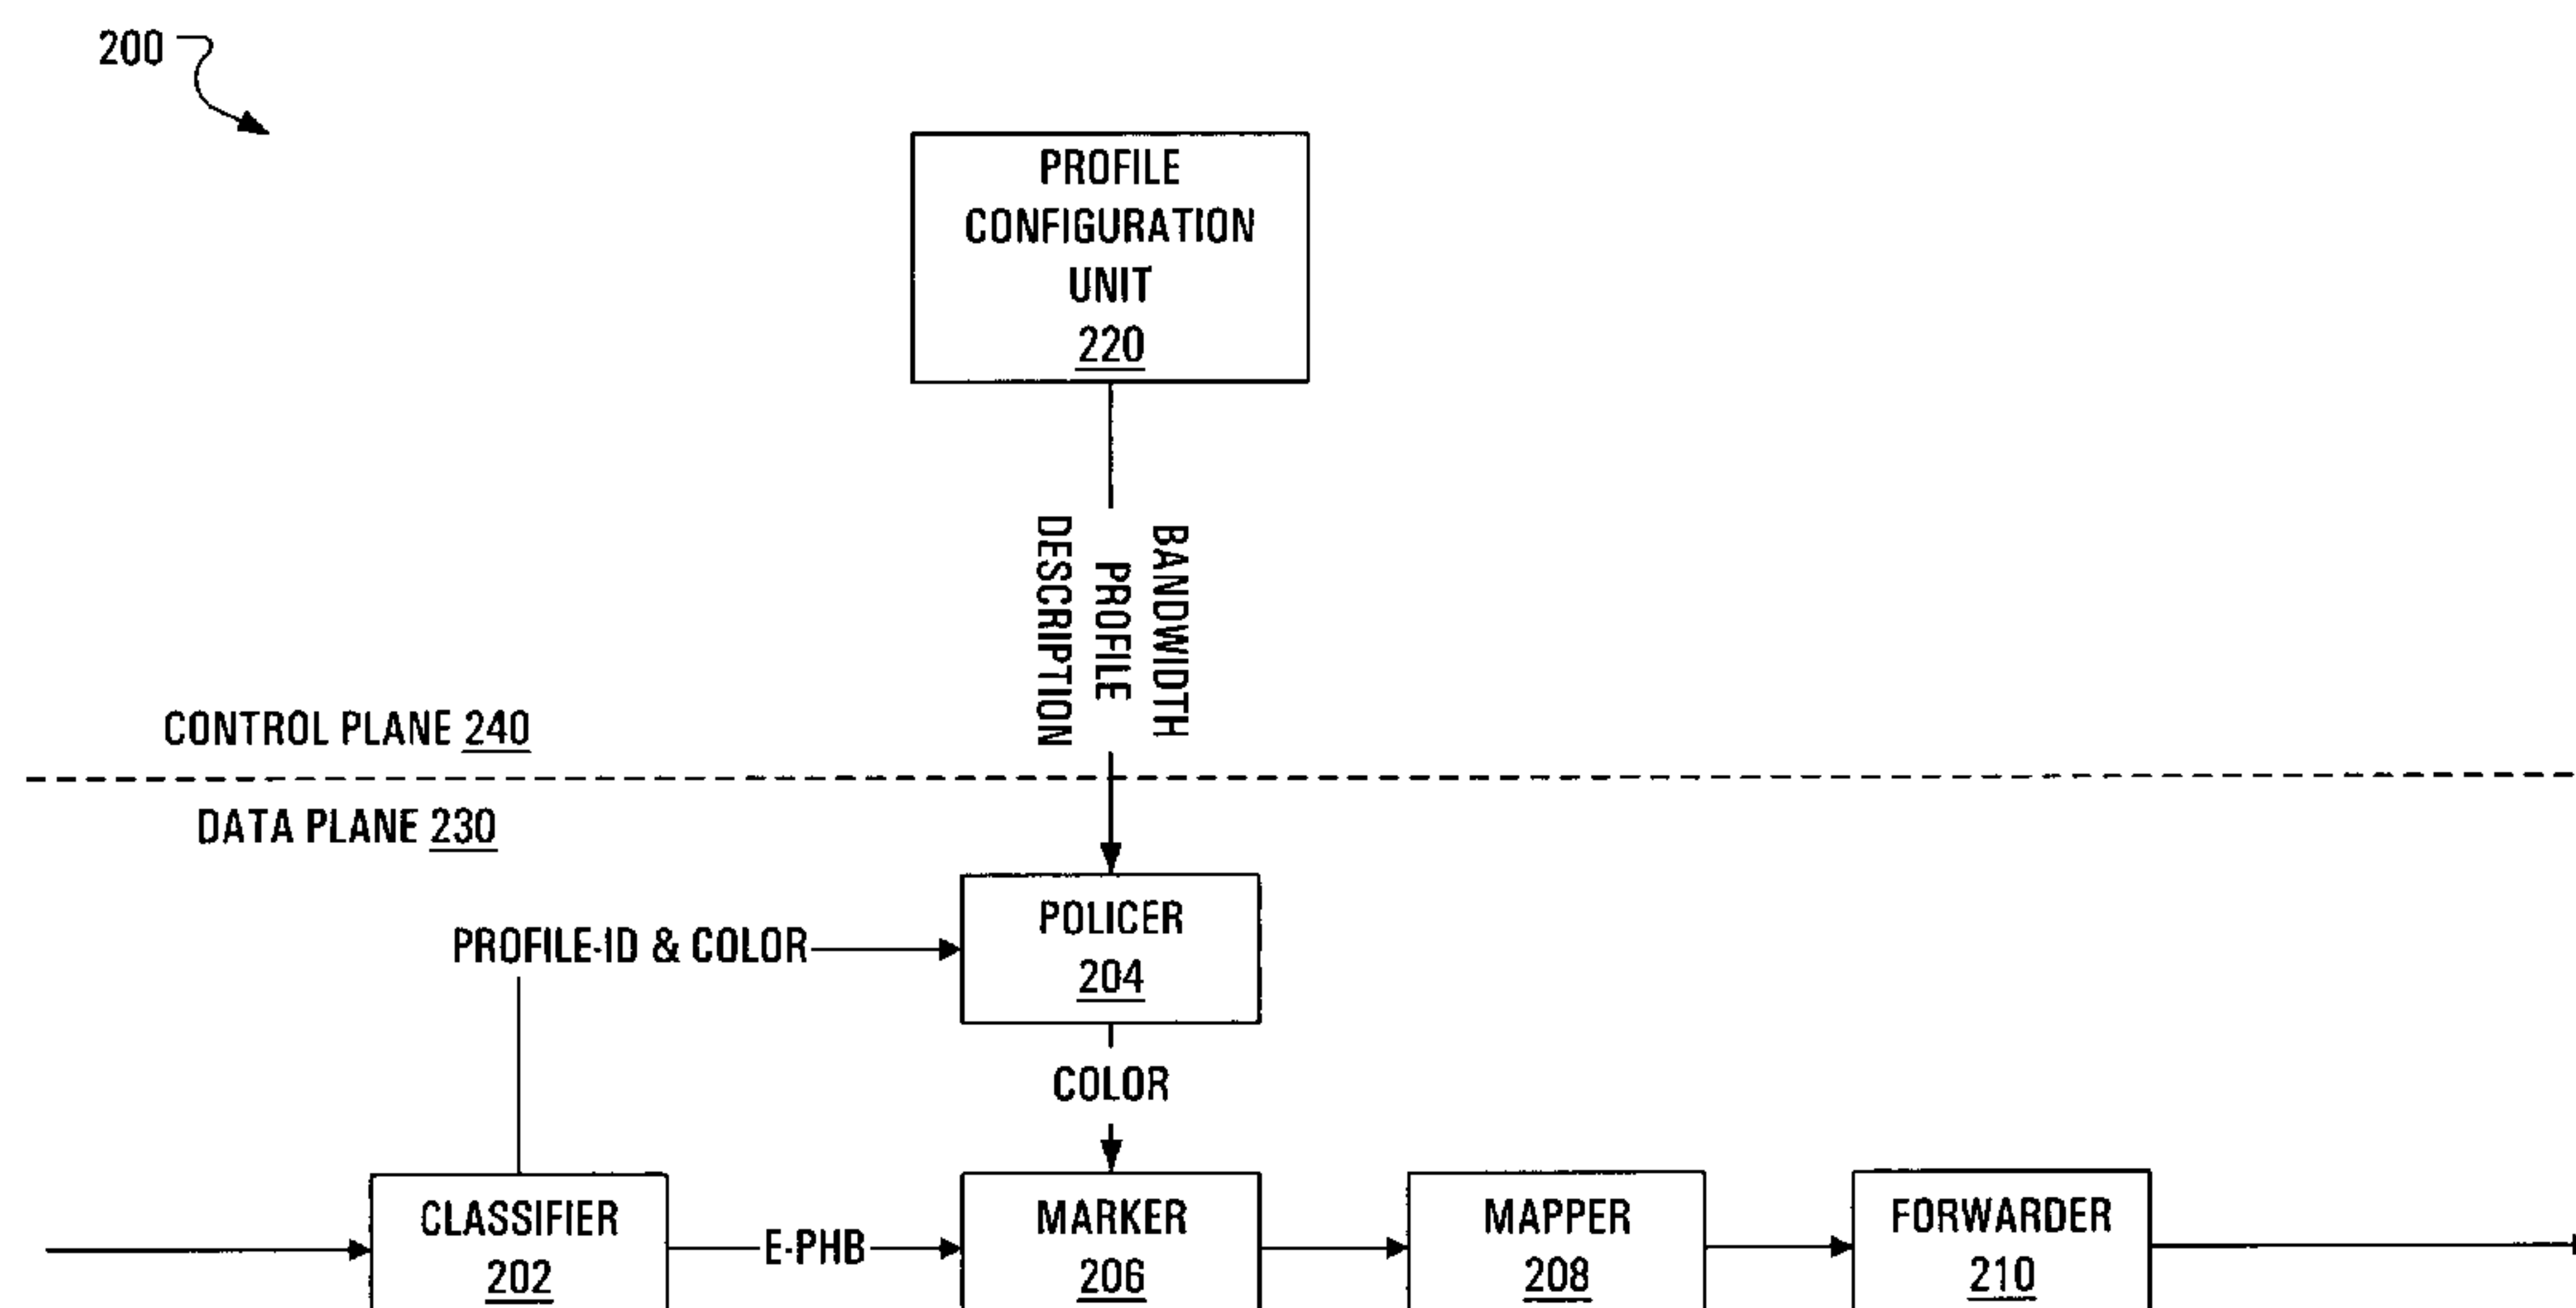 200
PROFILE
CONFIGURATION
UNIT
220
BANDWIDTH
PROFILE
DESCRIPTION
CONTROL PLANE 240
DATA PLANE 230
POLICER
204
PROFILE-ID & COLOR
COLOR
CLASSIFIER
202
E-PHB
MARKER
206
MAPPER
208
FORWARDER
210